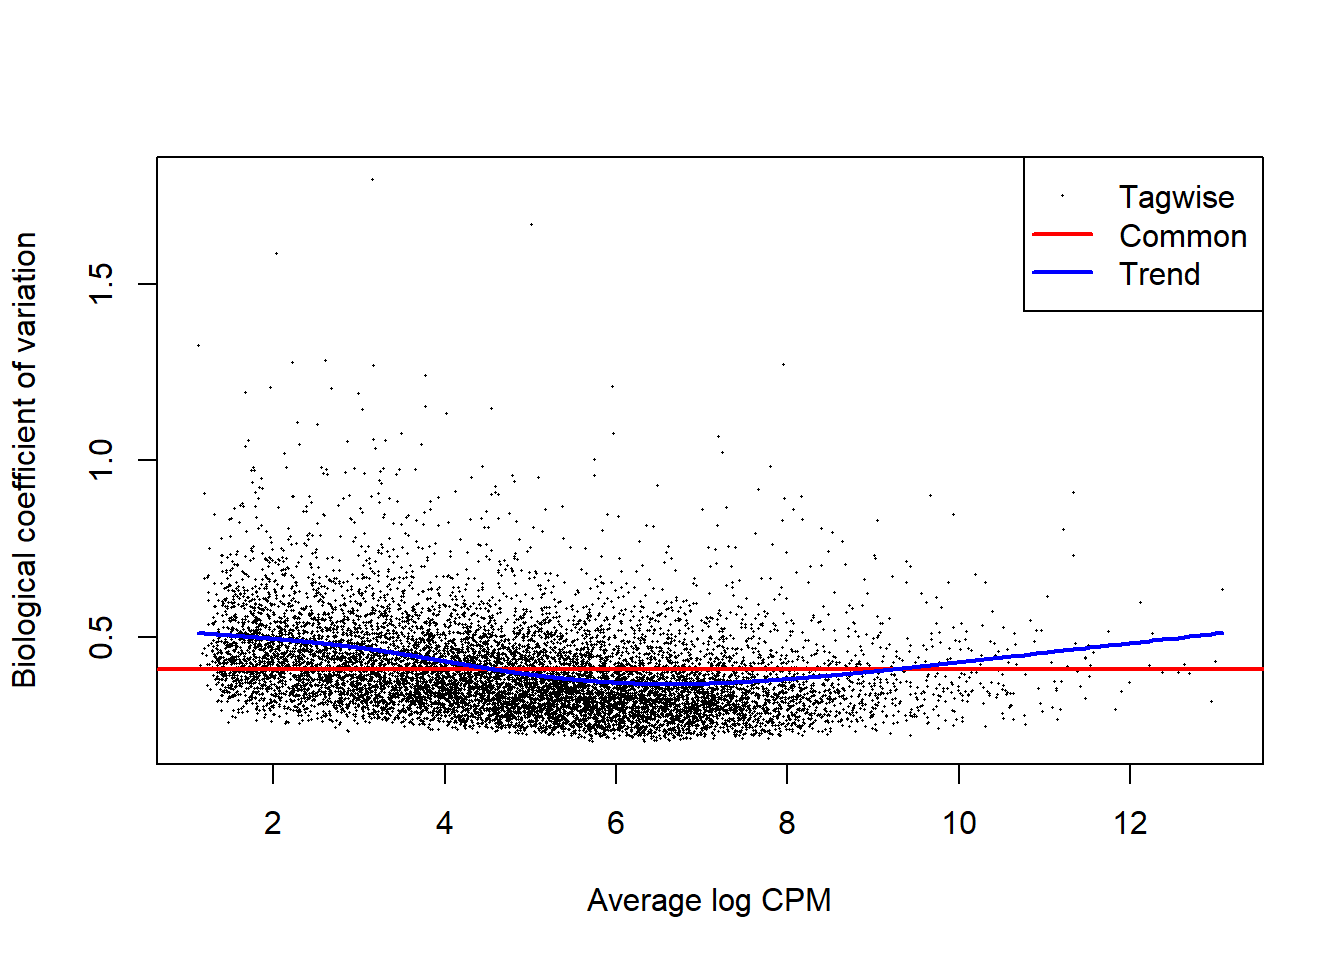 Tagwise
Common
Trend
Biological coefficient of variation
1.5
1.0
0.5
2 4 6 8 10 12
Average log CPM